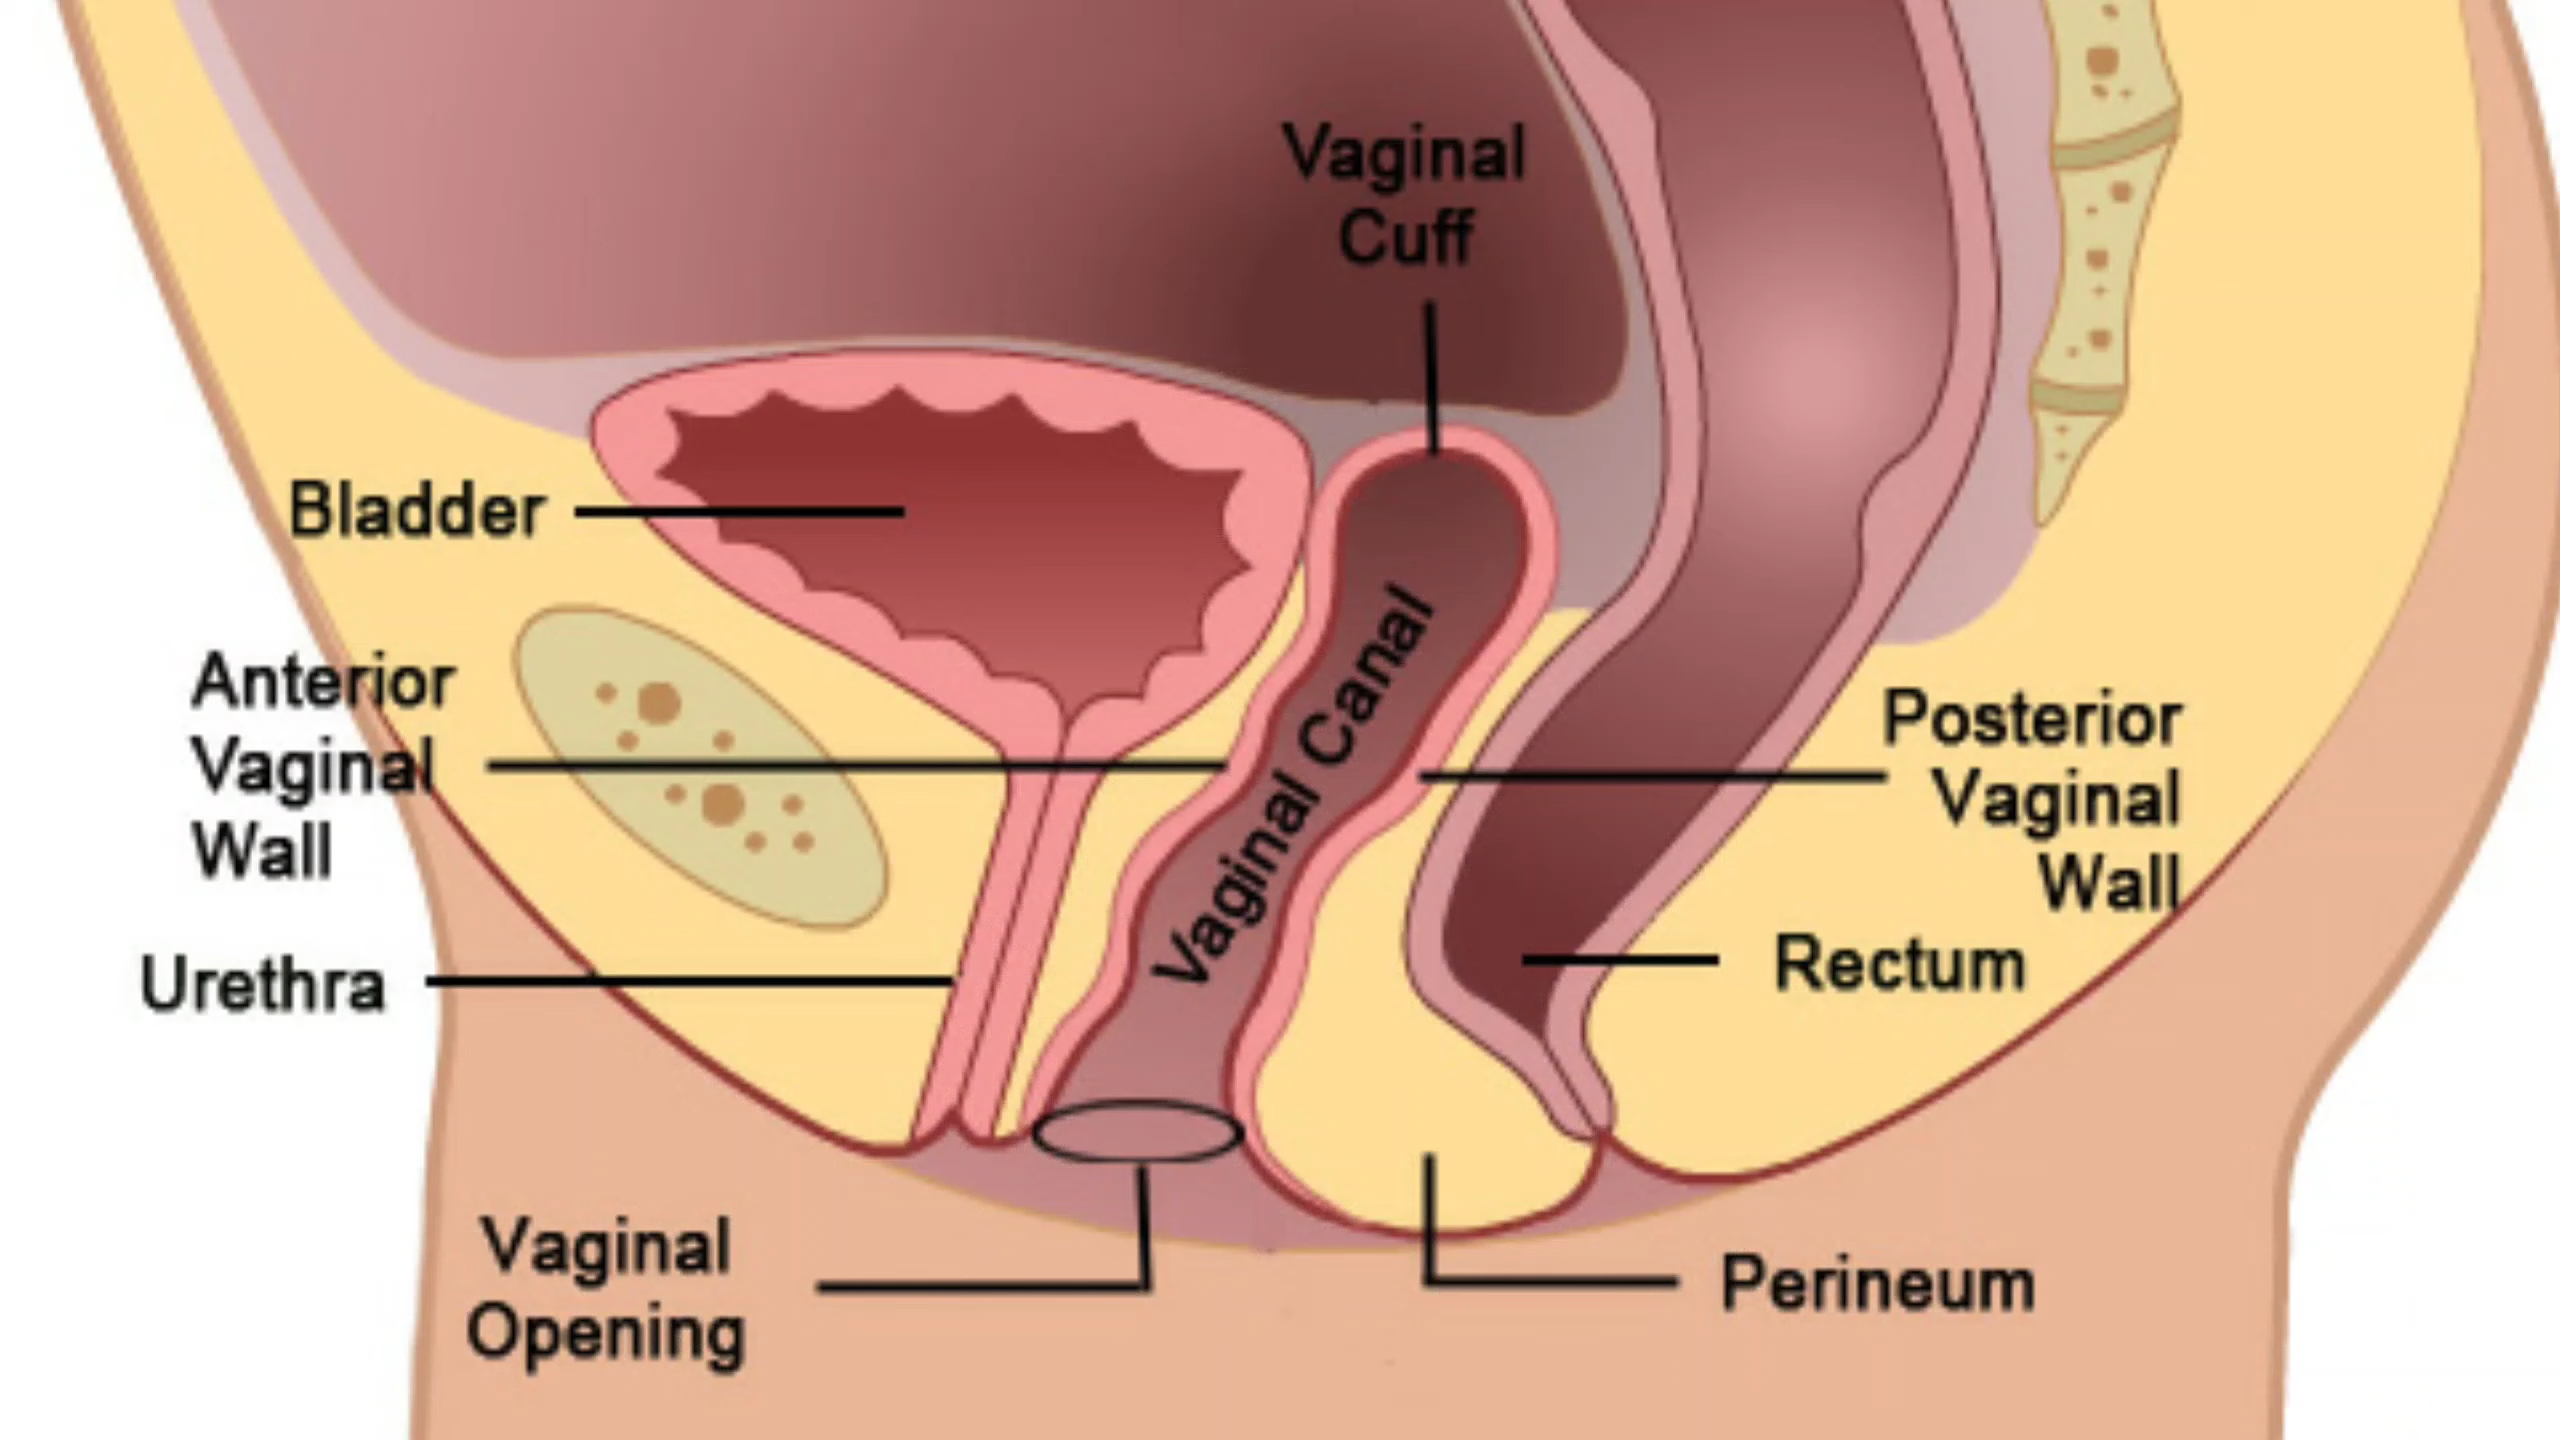 Vaginal
Cuff
Bladder
Anterior
Vaginal
Wall
Vaginal Canal
Posterior
Vaginal
Wall
Urethra
Rectum
Vaginal
Opening
Perineum